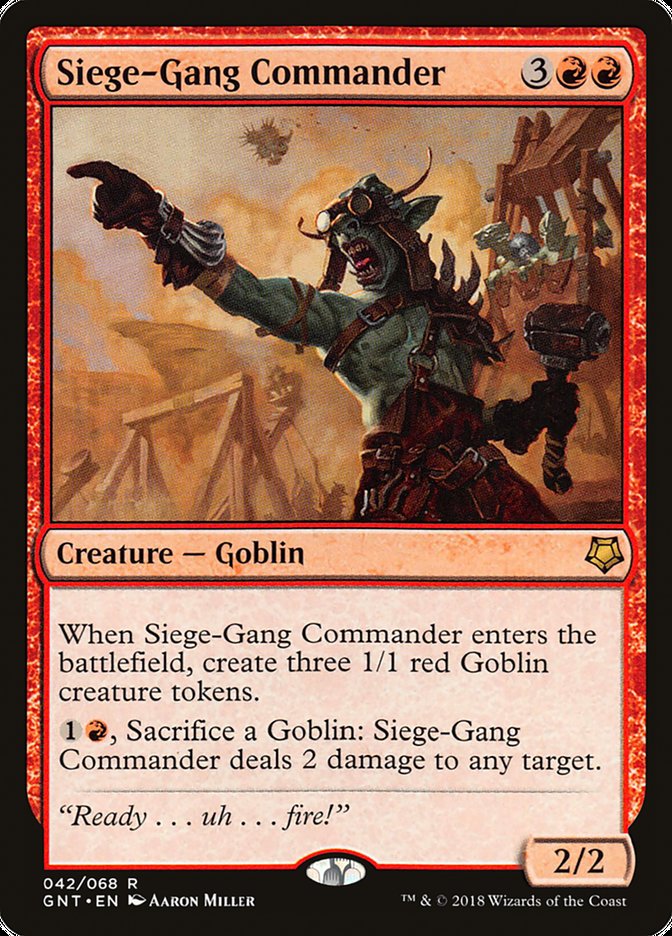 Siege-Gang Commander 3
Creature — Goblin
When Siege-Gang Commander enters the
battlefield, create three 1/1 red Goblin
creature tokens.
1, Sacrifice a Goblin: Siege-Gang
Commander deals 2 damage to any target.
“Ready . . . uh . . . fire!”
2/2
042/068 R
GNT • EN Aaron Miller
™ & © 2018 Wizards of the Coast